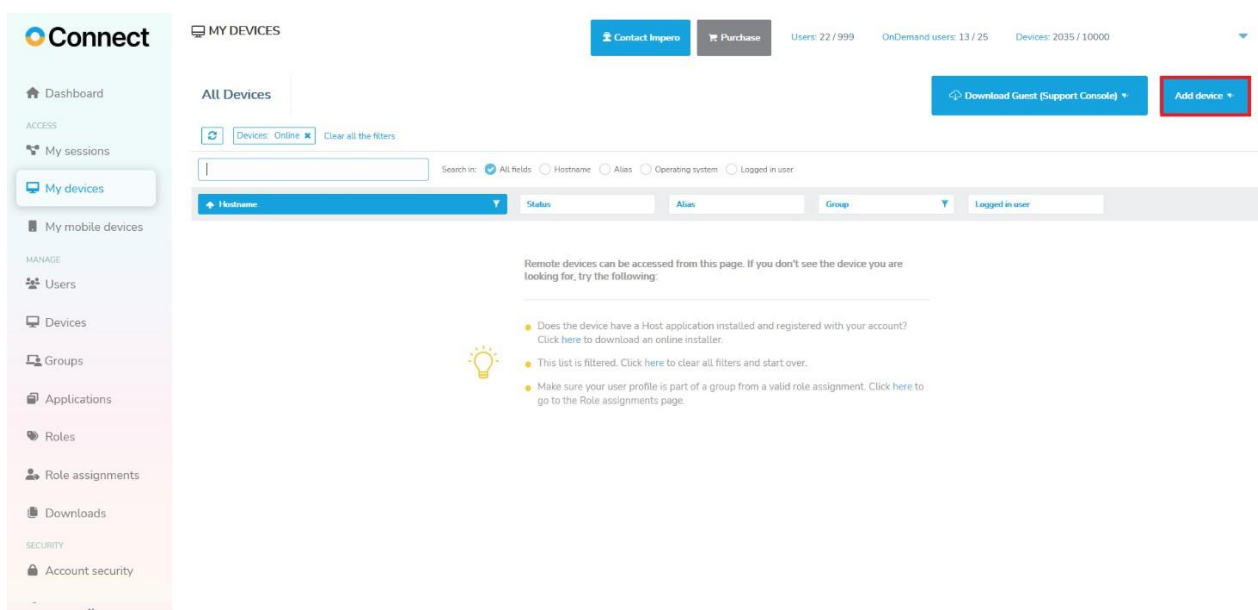 Connect
MY DEVICES
Contact Impero
Purchase
Users: 22 / 999
OnDemand users: 13 / 25
Devices: 2035 / 10000
Dashboard
ACCESS
My sessions
My devices
My mobile devices
MANAGE
Users
Devices
Groups
Applications
Roles
Role assignments
Downloads
SECURITY
Account security
All Devices
Download Guest (Support Console)
Add device
Devices: Online
Clear all the filters
Search in: All fields Hostname Alias Operating system Logged in user
Hostname Status Alias Group Logged in user
Remote devices can be accessed from this page. If you don't see the device you are
looking for, try the following:
Does the device have a Host application installed and registered with your account?
Click here to download an online installer.
This list is filtered. Click here to clear all filters and start over.
Make sure your user profile is part of a group from a valid role assignment. Click here to
go to the Role assignments page.